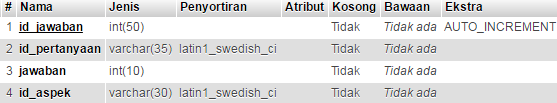 # Nama Jenis Penyortiran Atribut Kosong Bawaan Ekstra
1 id_jawaban int(50) Tidak Tidak ada AUTO_INCREMENT
2 id_pertanyaan varchar(35) latin1_swedish_ci Tidak Tidak ada
3 jawaban int(10) Tidak Tidak ada
4 id_aspek varchar(30) latin1_swedish_ci Tidak Tidak ada